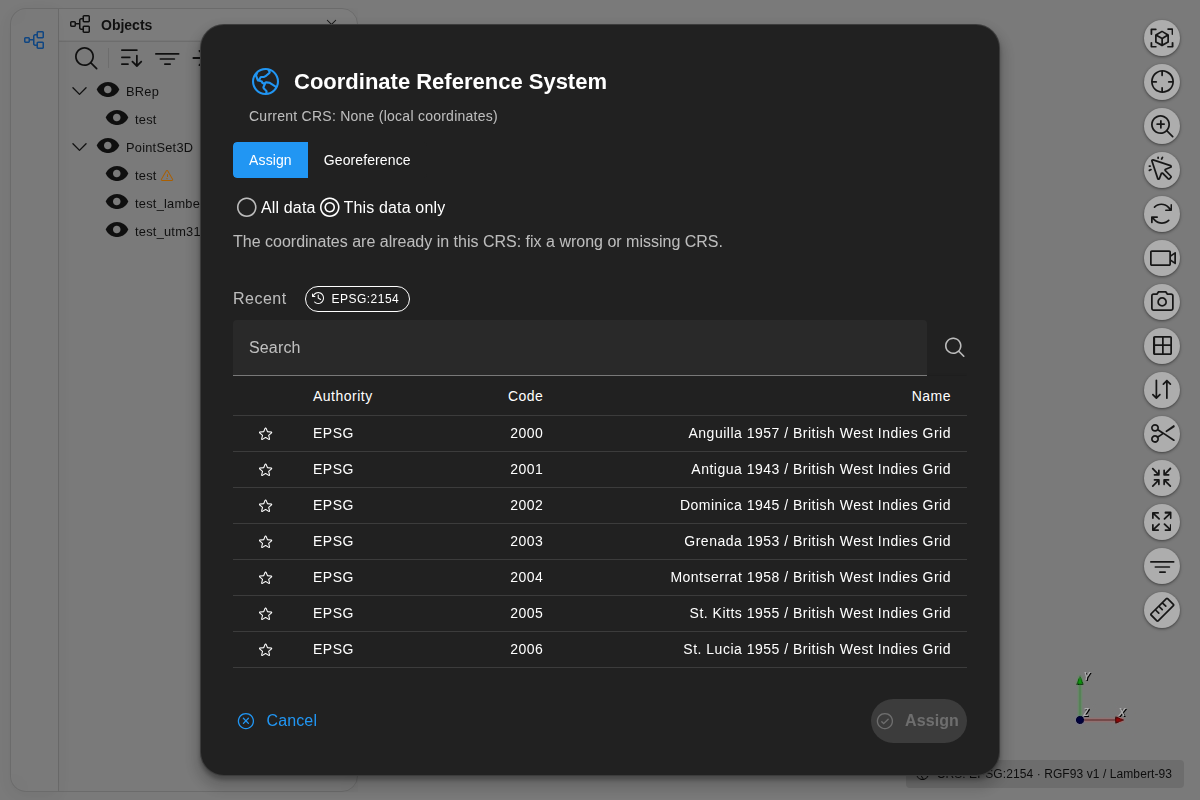 Objects
BRep
test
PointSet3D
test
test_lambe
test_utm31
Coordinate Reference System
Current CRS: None (local coordinates)
Assign
Georeference
All data
This data only
The coordinates are already in this CRS: fix a wrong or missing CRS.
Recent
EPSG:2154
Search
Authority Code Name
EPSG 2000 Anguilla 1957 / British West Indies Grid
EPSG 2001 Antigua 1943 / British West Indies Grid
EPSG 2002 Dominica 1945 / British West Indies Grid
EPSG 2003 Grenada 1953 / British West Indies Grid
EPSG 2004 Montserrat 1958 / British West Indies Grid
EPSG 2005 St. Kitts 1955 / British West Indies Grid
EPSG 2006 St. Lucia 1955 / British West Indies Grid
Cancel
Assign
Y
Z
X
SG:2154 · RGF93 v1 / Lambert-93